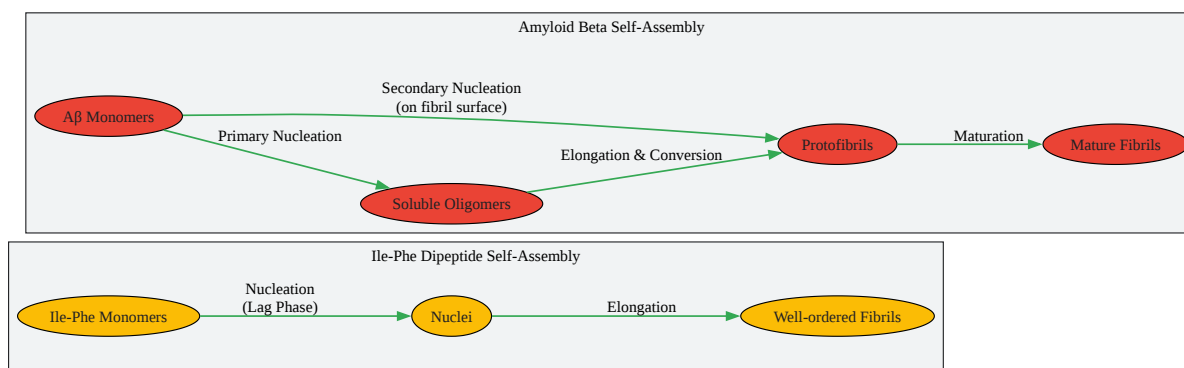 Amyloid Beta Self-Assembly
Secondary Nucleation
(on fibril surface)
Aβ Monomers
Primary Nucleation
Elongation & Conversion
Protofibrils
Maturation
Mature Fibrils
Soluble Oligomers
Ile-Phe Dipeptide Self-Assembly
Nucleation
(Lag Phase)
Ile-Phe Monomers
Nuclei
Elongation
Well-ordered Fibrils